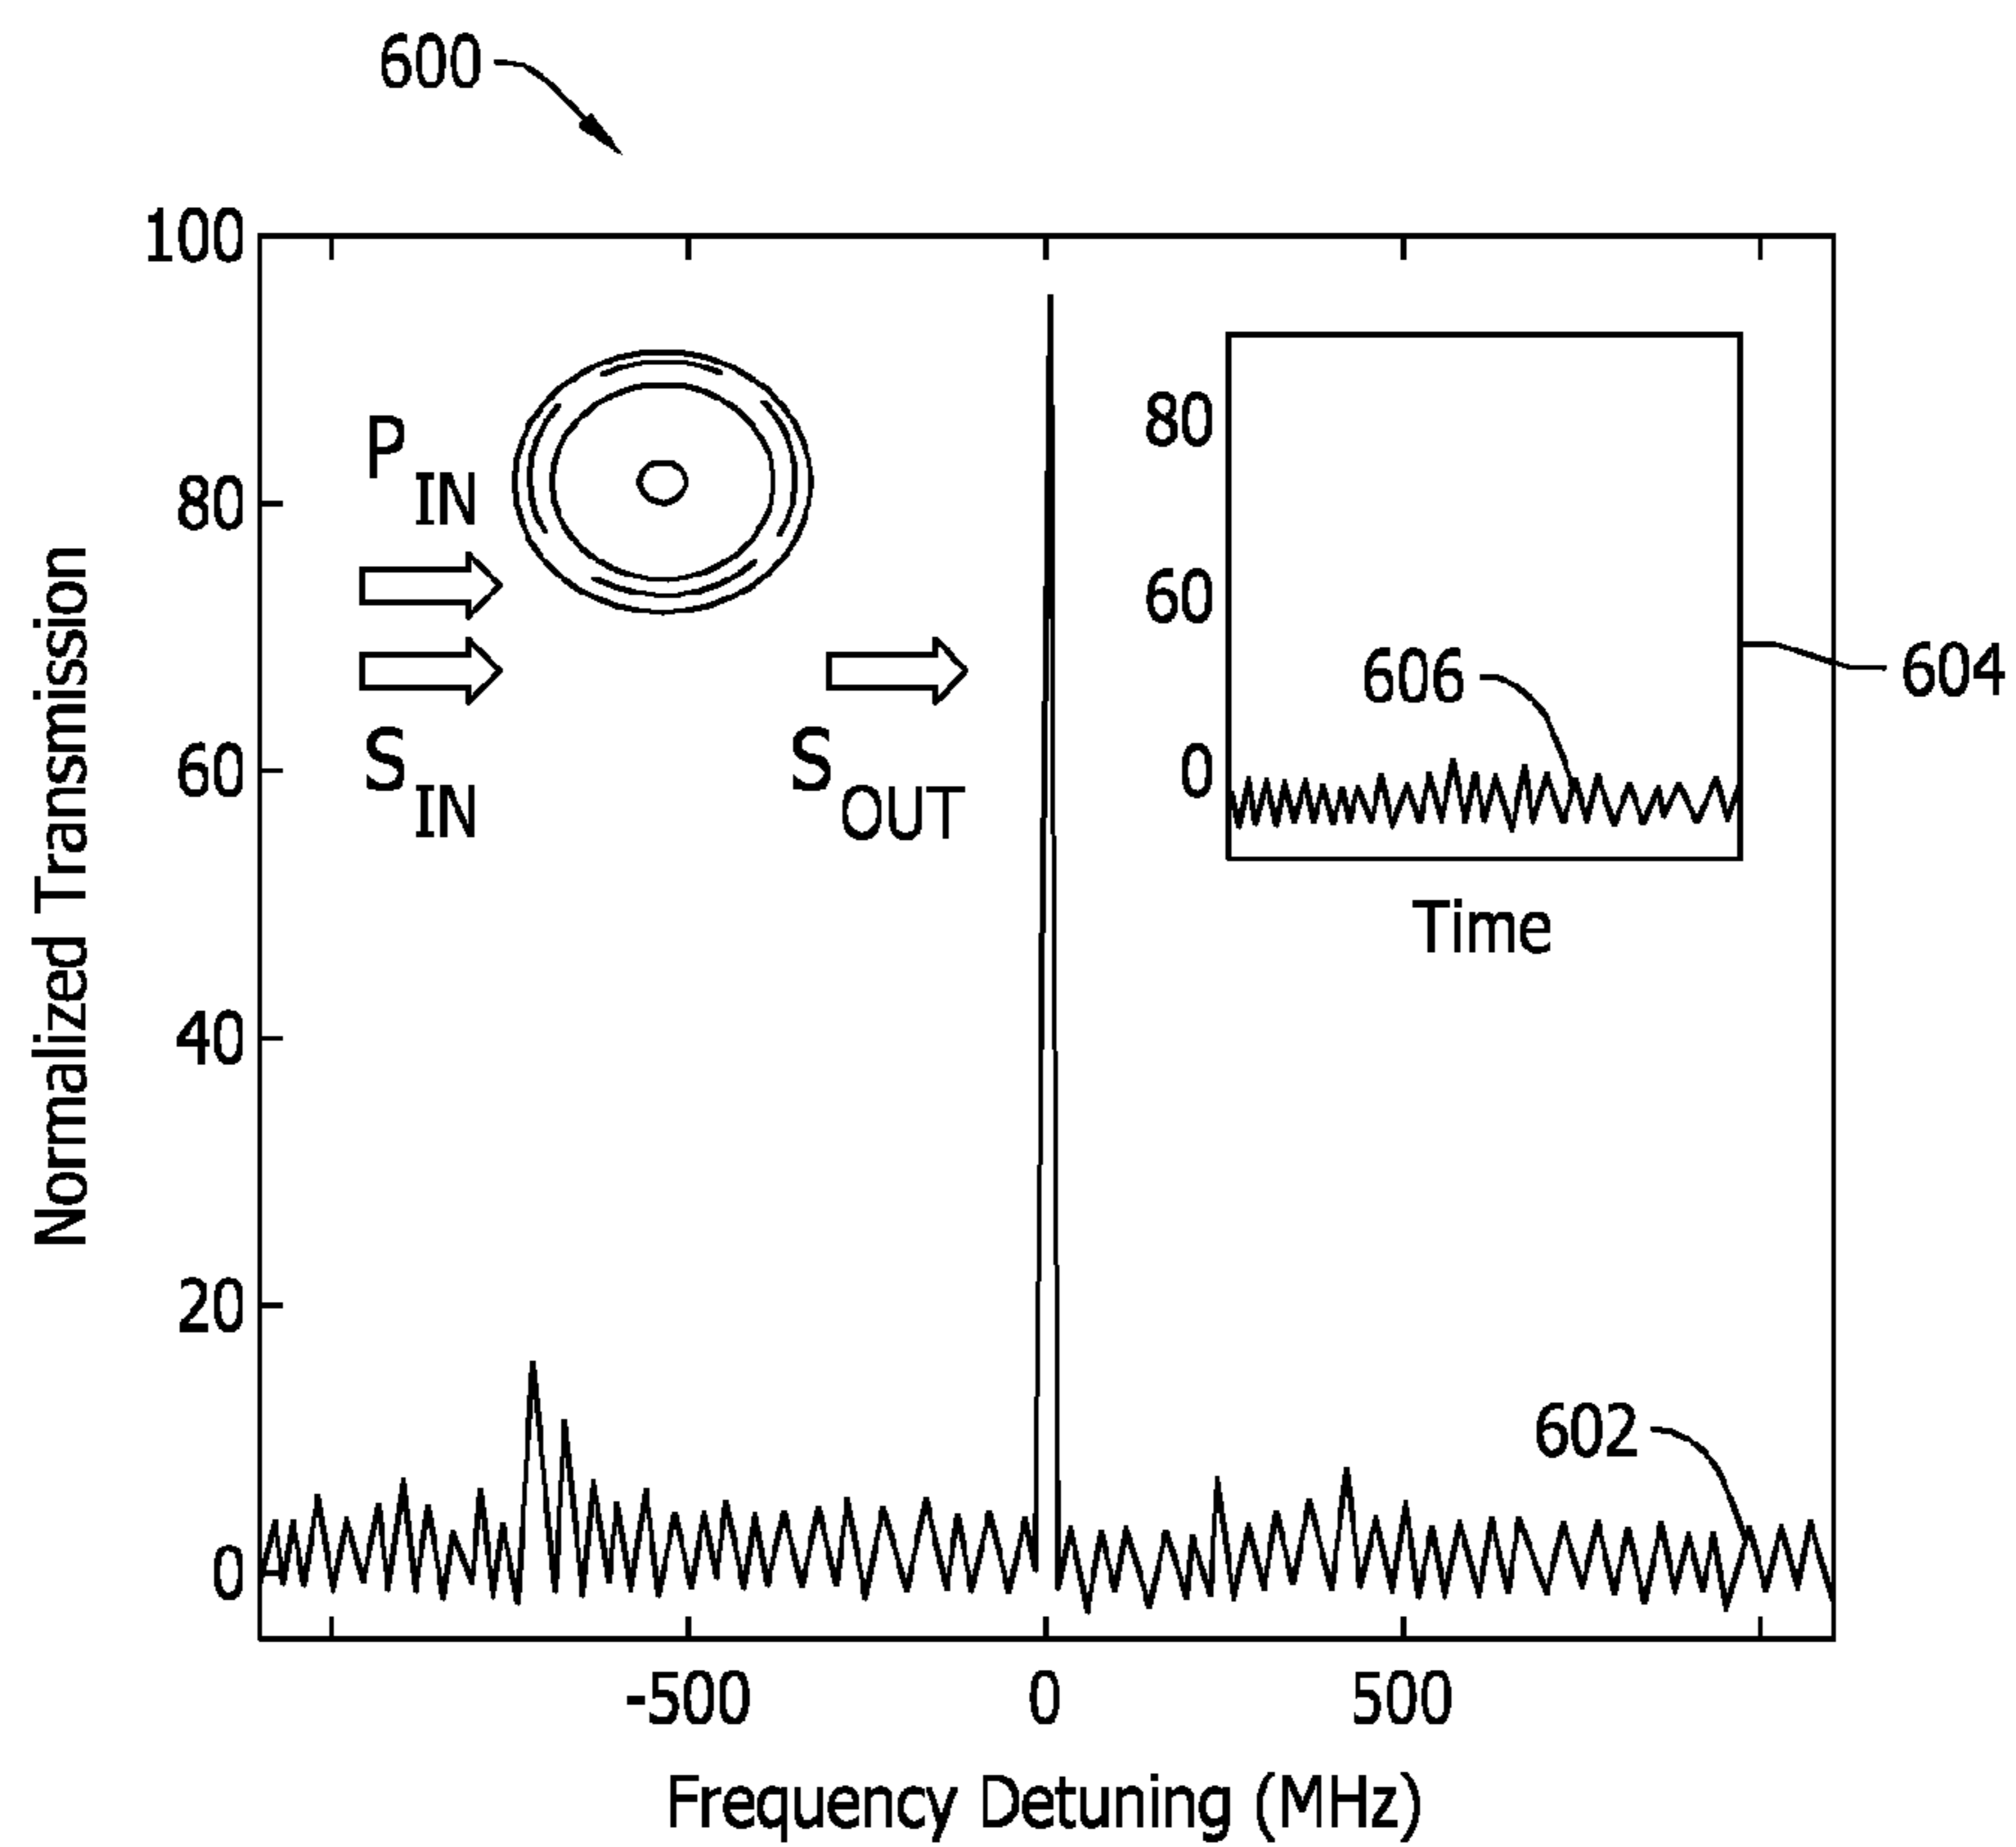 600
100
80
60
40
20
0
Normalized Transmission
P IN
S IN
S OUT
80
60
0
606
604
Time
602
-500 0 500
Frequency Detuning (MHz)